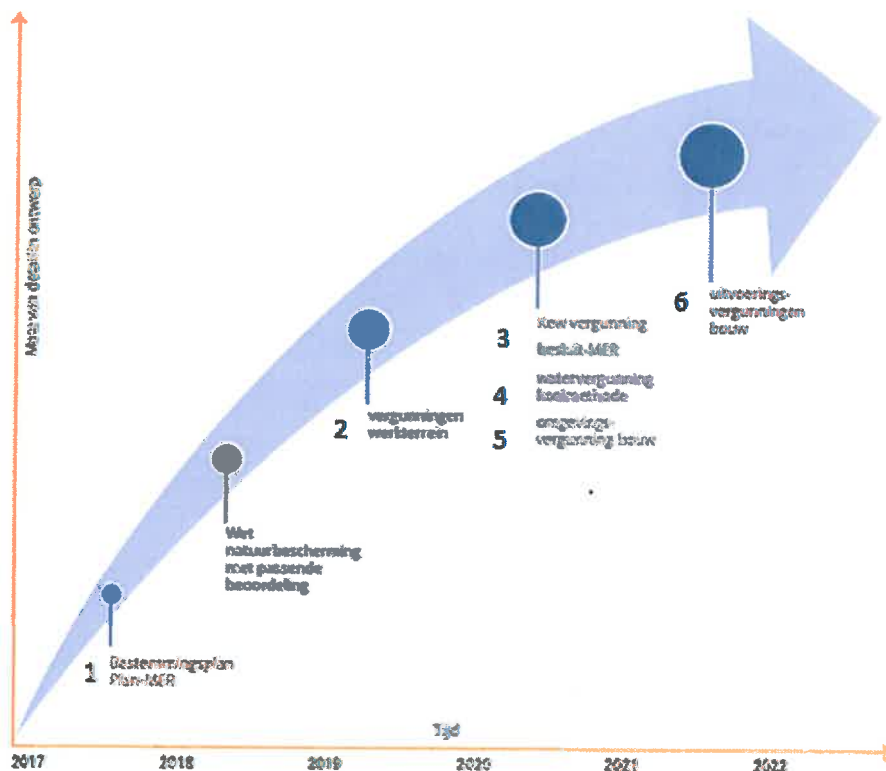 Mate van detail in ontwerp
6
uitvoerings-
vergunningen
bouw
3
Kew vergunning
besluit-MER
4
watervergunning
koelmethode
5
omgevings-
vergunning bouw
2
vergunningen
werkterrein
Wet
natuurbescherming
met passende
beoordeling
1
Bestemmingsplan
Plan-MER
Tijd
2017
2018
2019
2020
2021
2022